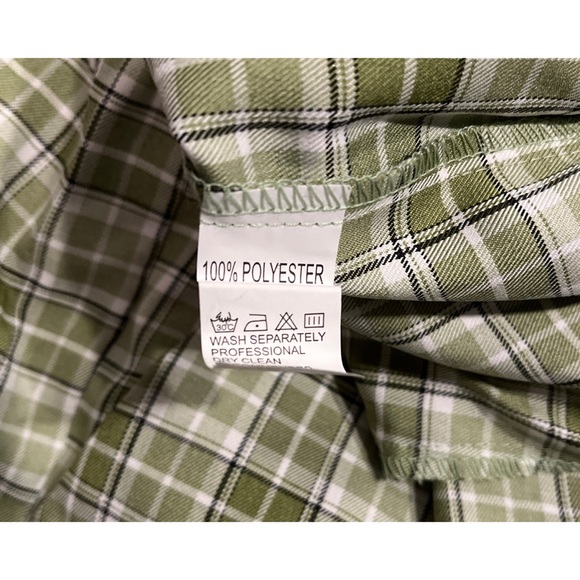 100% POLYESTER
30°C
WASH SEPARATELY
PROFESSIONAL
DRY CLEAN